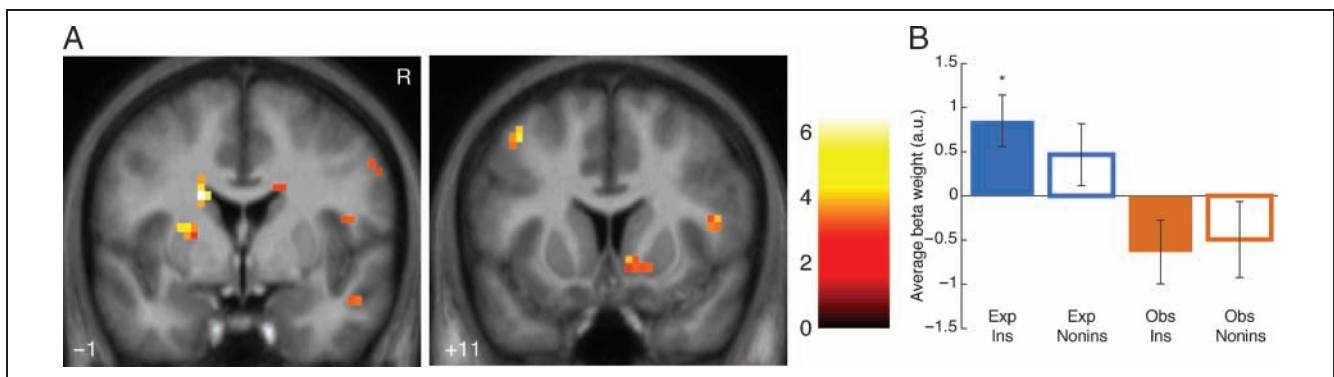 A
R
−1
+11
6
4
2
0
B
Average beta weight (a.u.)
1.5
1
0.5
0
−0.5
−1
−1.5
*
Exp
Ins
Exp
Nonins
Obs
Ins
Obs
Nonins